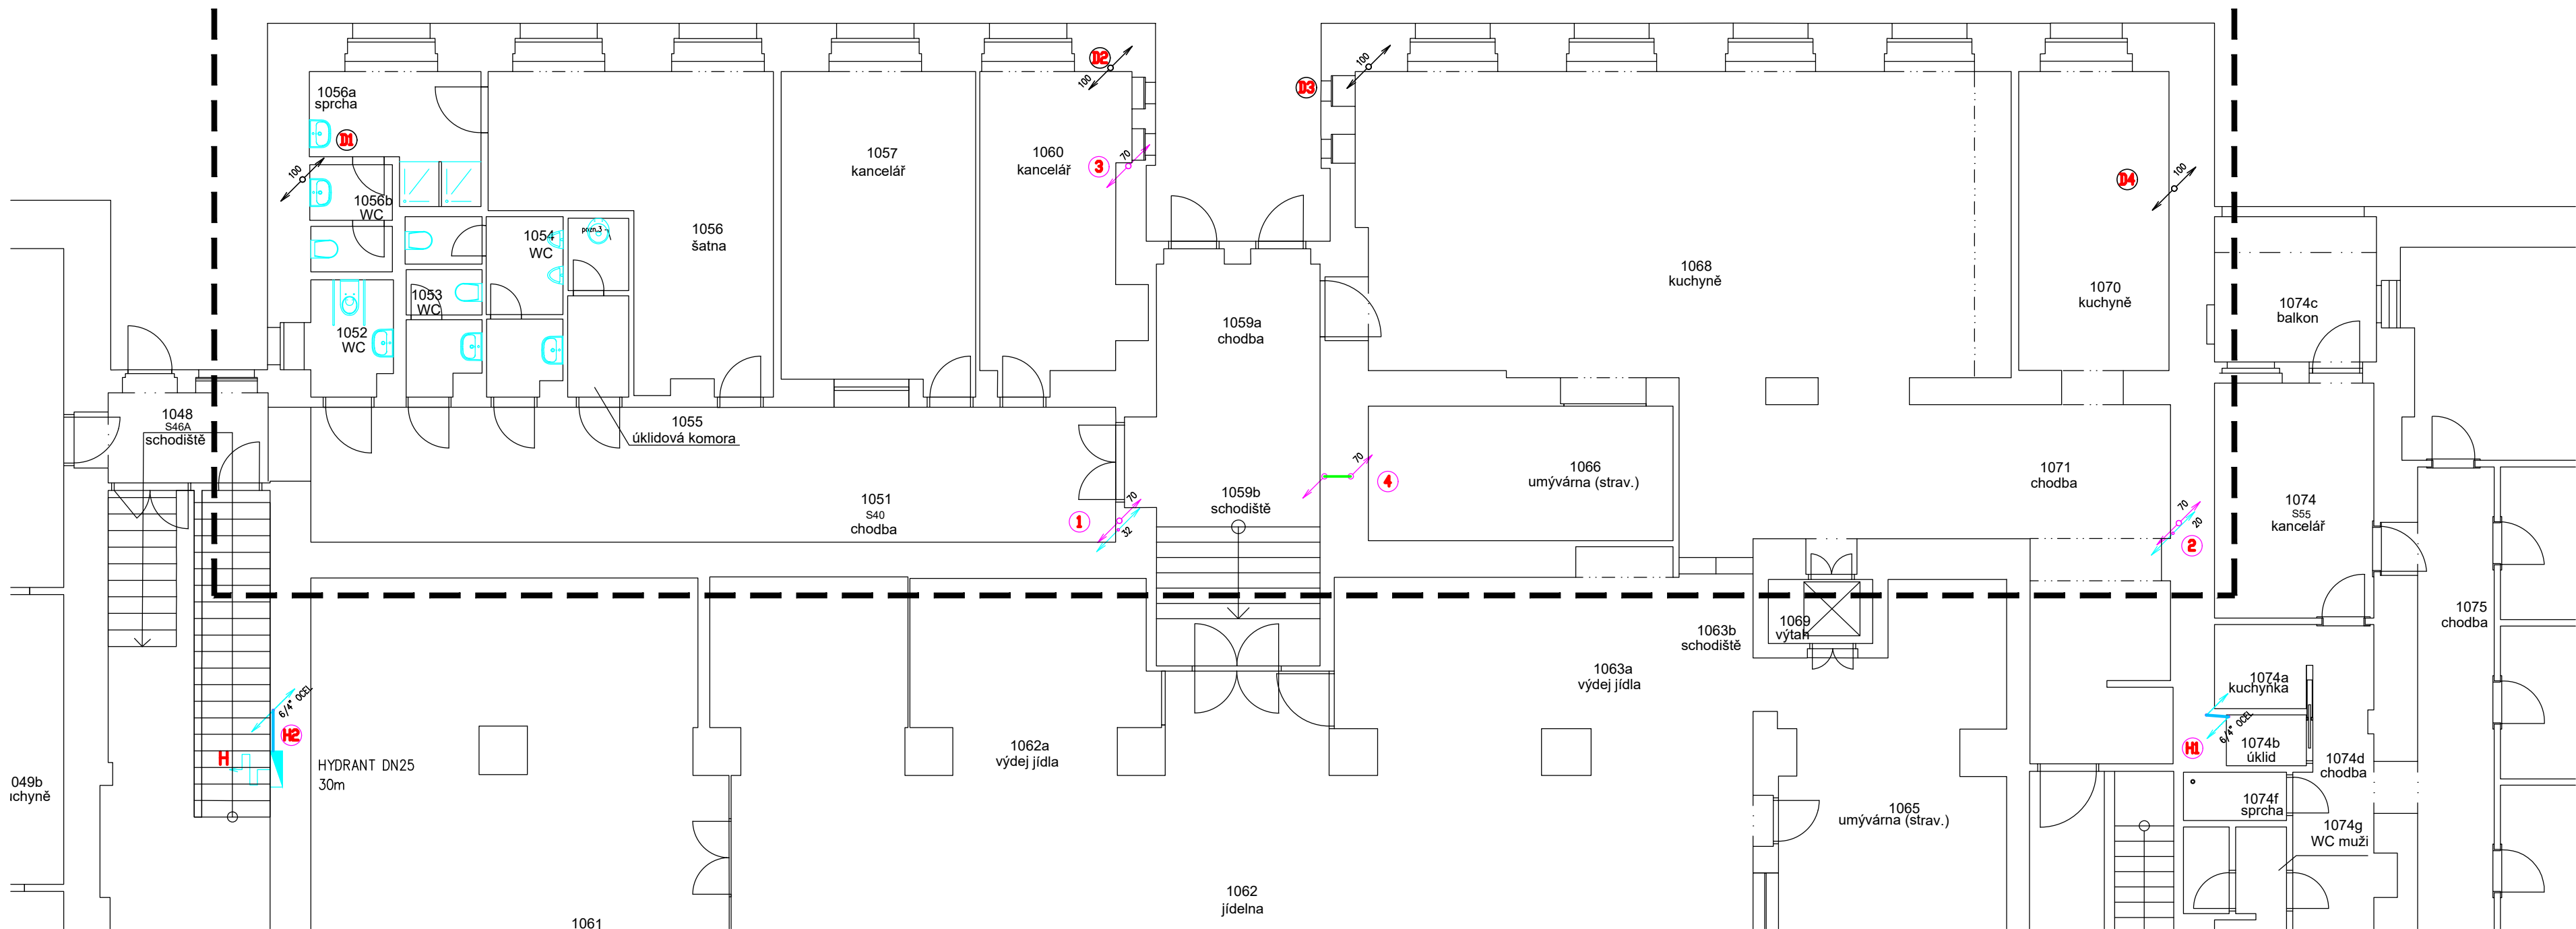 1056a
sprcha
D1
100
1056b
WC
1054
WC
pozn.3
1053
WC
1052
WC
1056
šatna
1057
kancelář
1060
kancelář
D2
100
3
70
D3
100
1068
kuchyně
D4
100
1070
kuchyně
1074c
balkon
1059a
chodba
1048
S46A
schodiště
1055
úklidová komora
1051
S40
chodba
1
70
32
1059b
schodiště
70
4
1066
umývárna (strav.)
1071
chodba
70
20
2
1074
S55
kancelář
1075
chodba
1069
výtah
1063b
schodiště
1063a
výdej jídla
1074a
kuchyňka
6/4" OCEL
H1
1074b
úklid
1074d
chodba
1074f
sprcha
1074g
WC muži
6/4" OCEL
H2
H
HYDRANT DN25
30m
1062a
výdej jídla
1065
umývárna (strav.)
049b
uchyně
1062
jídelna
1061